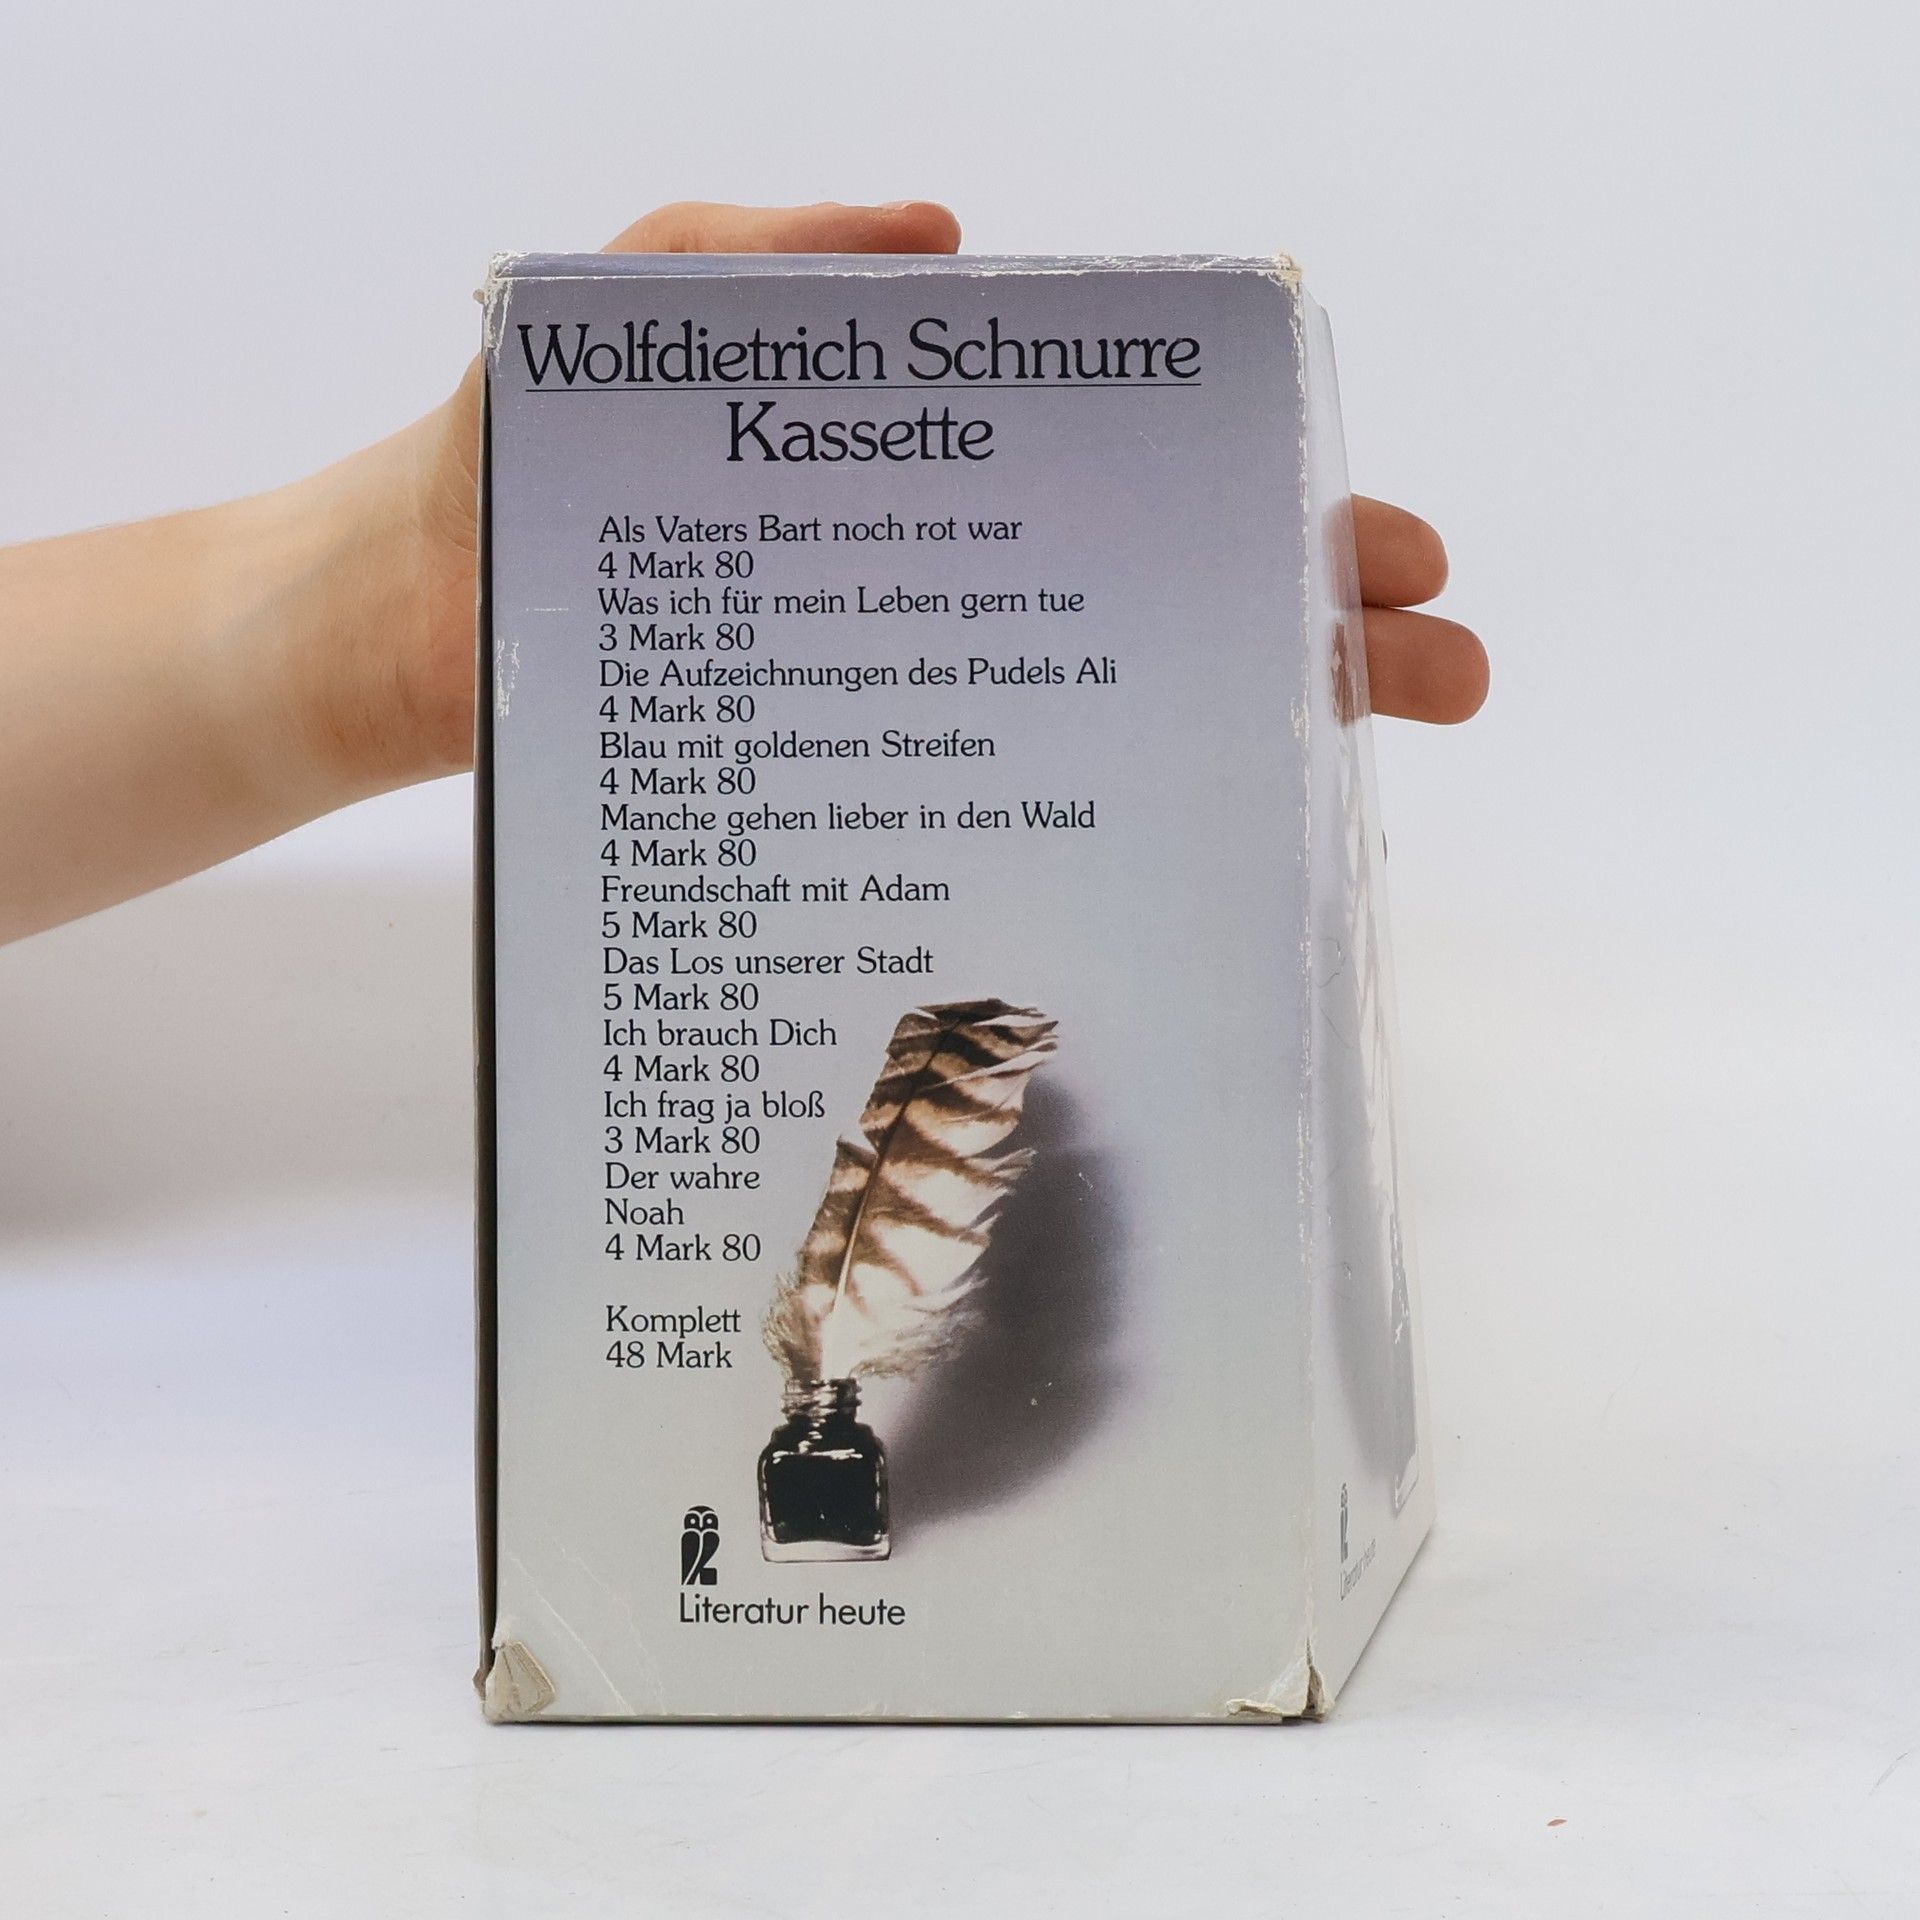 Wolfdietrich Schnurre
Kassette
Als Vaters Bart noch rot war
4 Mark 80
Was ich für mein Leben gern tue
3 Mark 80
Die Aufzeichnungen des Pudels Ali
4 Mark 80
Blau mit goldenen Streifen
4 Mark 80
Manche gehen lieber in den Wald
4 Mark 80
Freundschaft mit Adam
5 Mark 80
Das Los unserer Stadt
5 Mark 80
Ich brauch Dich
4 Mark 80
Ich frag ja bloß
3 Mark 80
Der wahre
Noah
4 Mark 80
Komplett
48 Mark
Literatur heute
Literatur heute